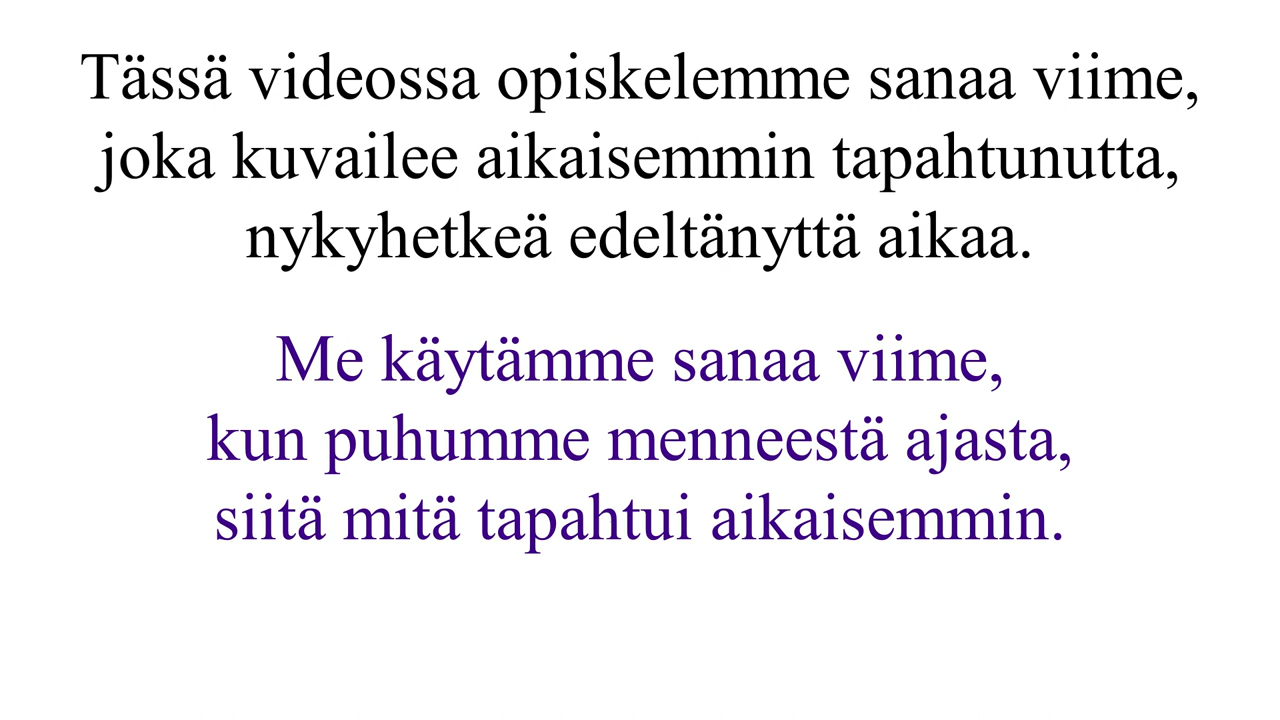 Tässä videossa opiskelemme sanaa viime,
joka kuvailee aikaisemmin tapahtunutta,
nykyhetkeä edeltänyttä aikaa.
Me käytämme sanaa viime,
kun puhumme menneestä ajasta,
siitä mitä tapahtui aikaisemmin.